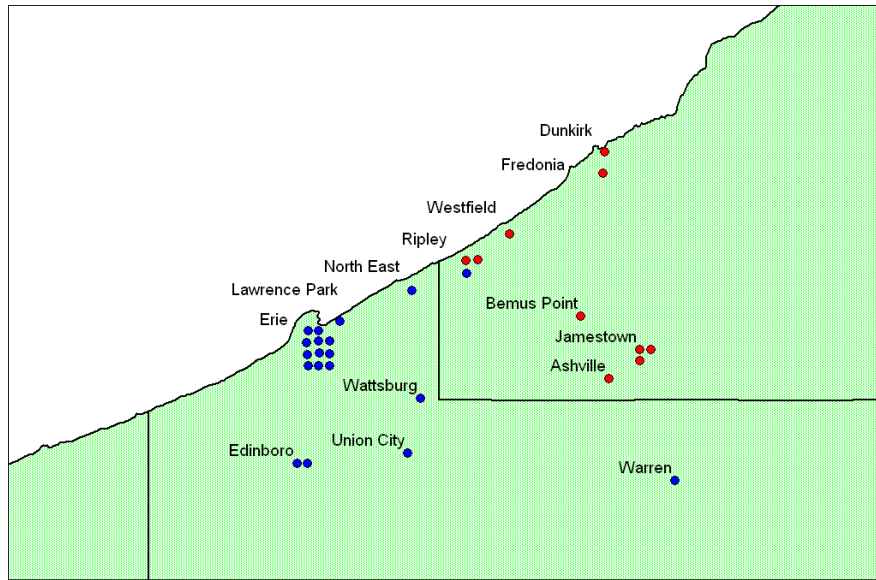 Dunkirk
Fredonia
Westfield
Ripley
North East
Lawrence Park
Erie
Bemus Point
Jamestown
Ashville
Wattsburg
Union City
Edinboro
Warren